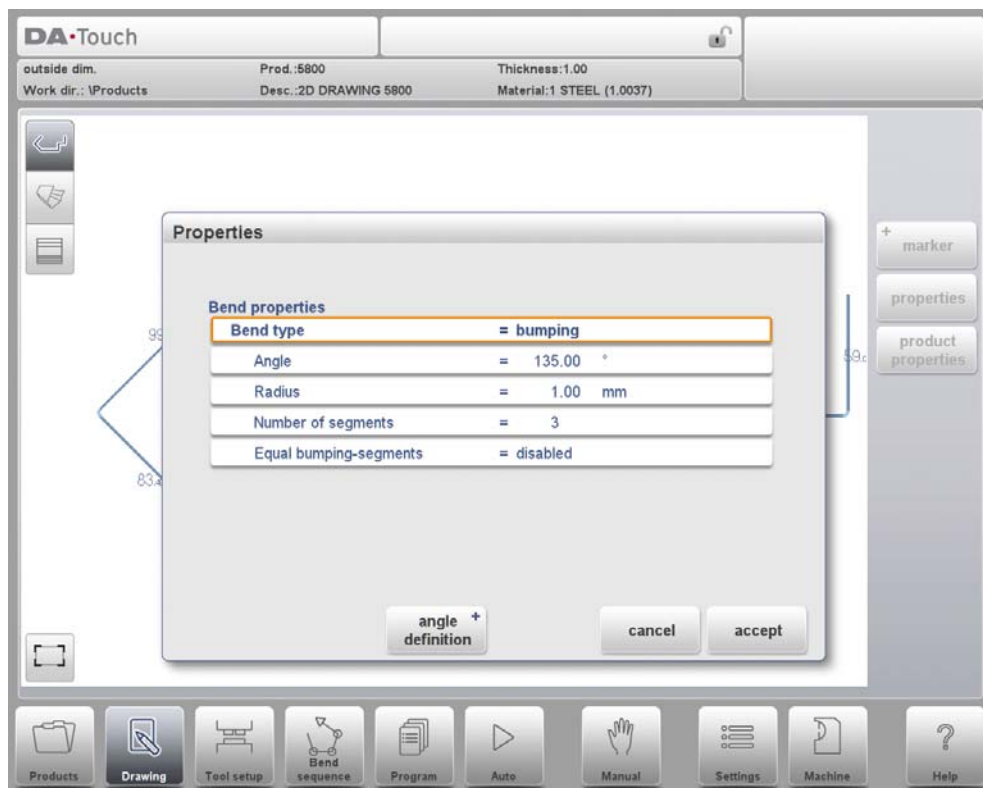 DA·Touch
outside dim. Prod.:5800 Thickness:1.00
Work dir.: \Products Desc.:2D DRAWING 5800 Material:1 STEEL (1.0037)
Properties
+ marker
properties
product
properties
Bend properties
Bend type = bumping
Angle = 135.00 °
Radius = 1.00 mm
Number of segments = 3
Equal bumping-segments = disabled
angle +
definition
cancel
accept
Products
Drawing
Tool setup
Bend
sequence
Program
Auto
Manual
Settings
Machine
Help